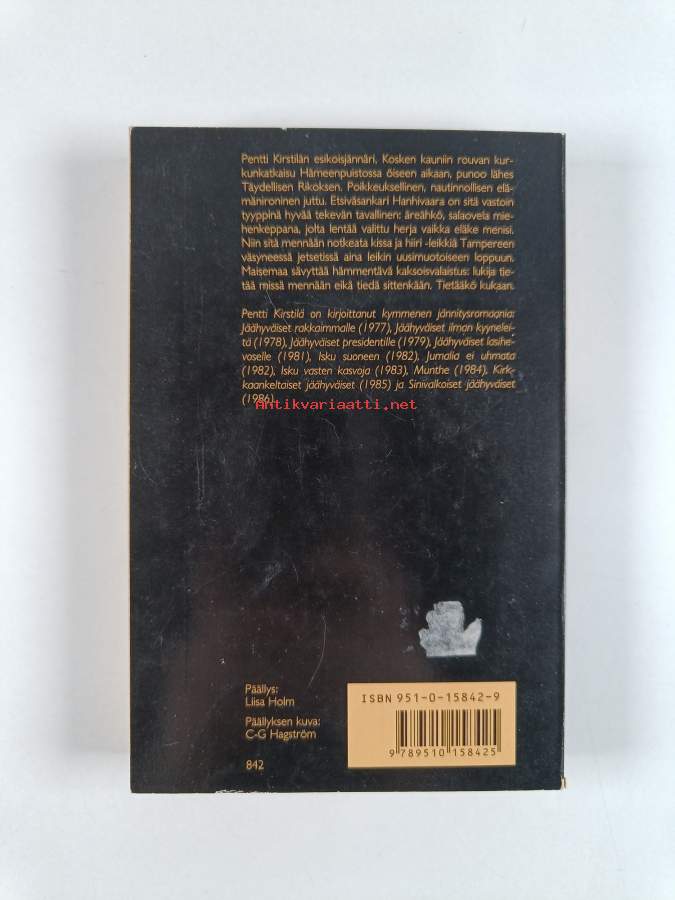 Pentti Kirstilän esikoisjännäri, Kosken kauniin rouvan kur-
kunkatkaisu Hämeenpuistossa öiseen aikaan, punoo lähes
Täydellisen Rikoksen. Poikkeuksellinen, nautinnollisen elä-
mänironinen juttu. Etsiväsankari Hanhivaara on sitä vastoin
tyyppinä hyvää tekevän tavallinen: äreähkö, salaovela mie-
henkeppana, jolta lentää valittu herja vaikka eläke menisi.
Niin sitä mennään notkeata kissa ja hiiri -leikkiä Tampereen
väsyneessä jetsetissä aina leikin uusimuotoiseen loppuun.
Maisemaa sävyttää hämmentävä kaksoisvalaistus: lukija tie-
tää missä mennään eikä tiedä sittenkään. Tietääkö kukaan.
Pentti Kirstilä on kirjoittanut kymmenen jännitysromaania:
Jäähyväiset rakkaimmalle (1977), Jäähyväiset ilman kyynelei-
tä (1978), Jäähyväiset presidentille (1979), Jäähyväiset lasihe-
voselle (1981), Isku suoneen (1982), Jumalia ei uhmata
(1982), Isku vasten kasvoja (1983), Munthe (1984), Kirk-
kaankeltaiset jäähyväiset (1985) ja Sinivalkoiset jäähyväiset
(1986).
Antikvariaatti.net
Päällys:
Liisa Holm
Päällyksen kuva:
C-G Hagström
842
ISBN 951-0-15842-9
9 789510 158425